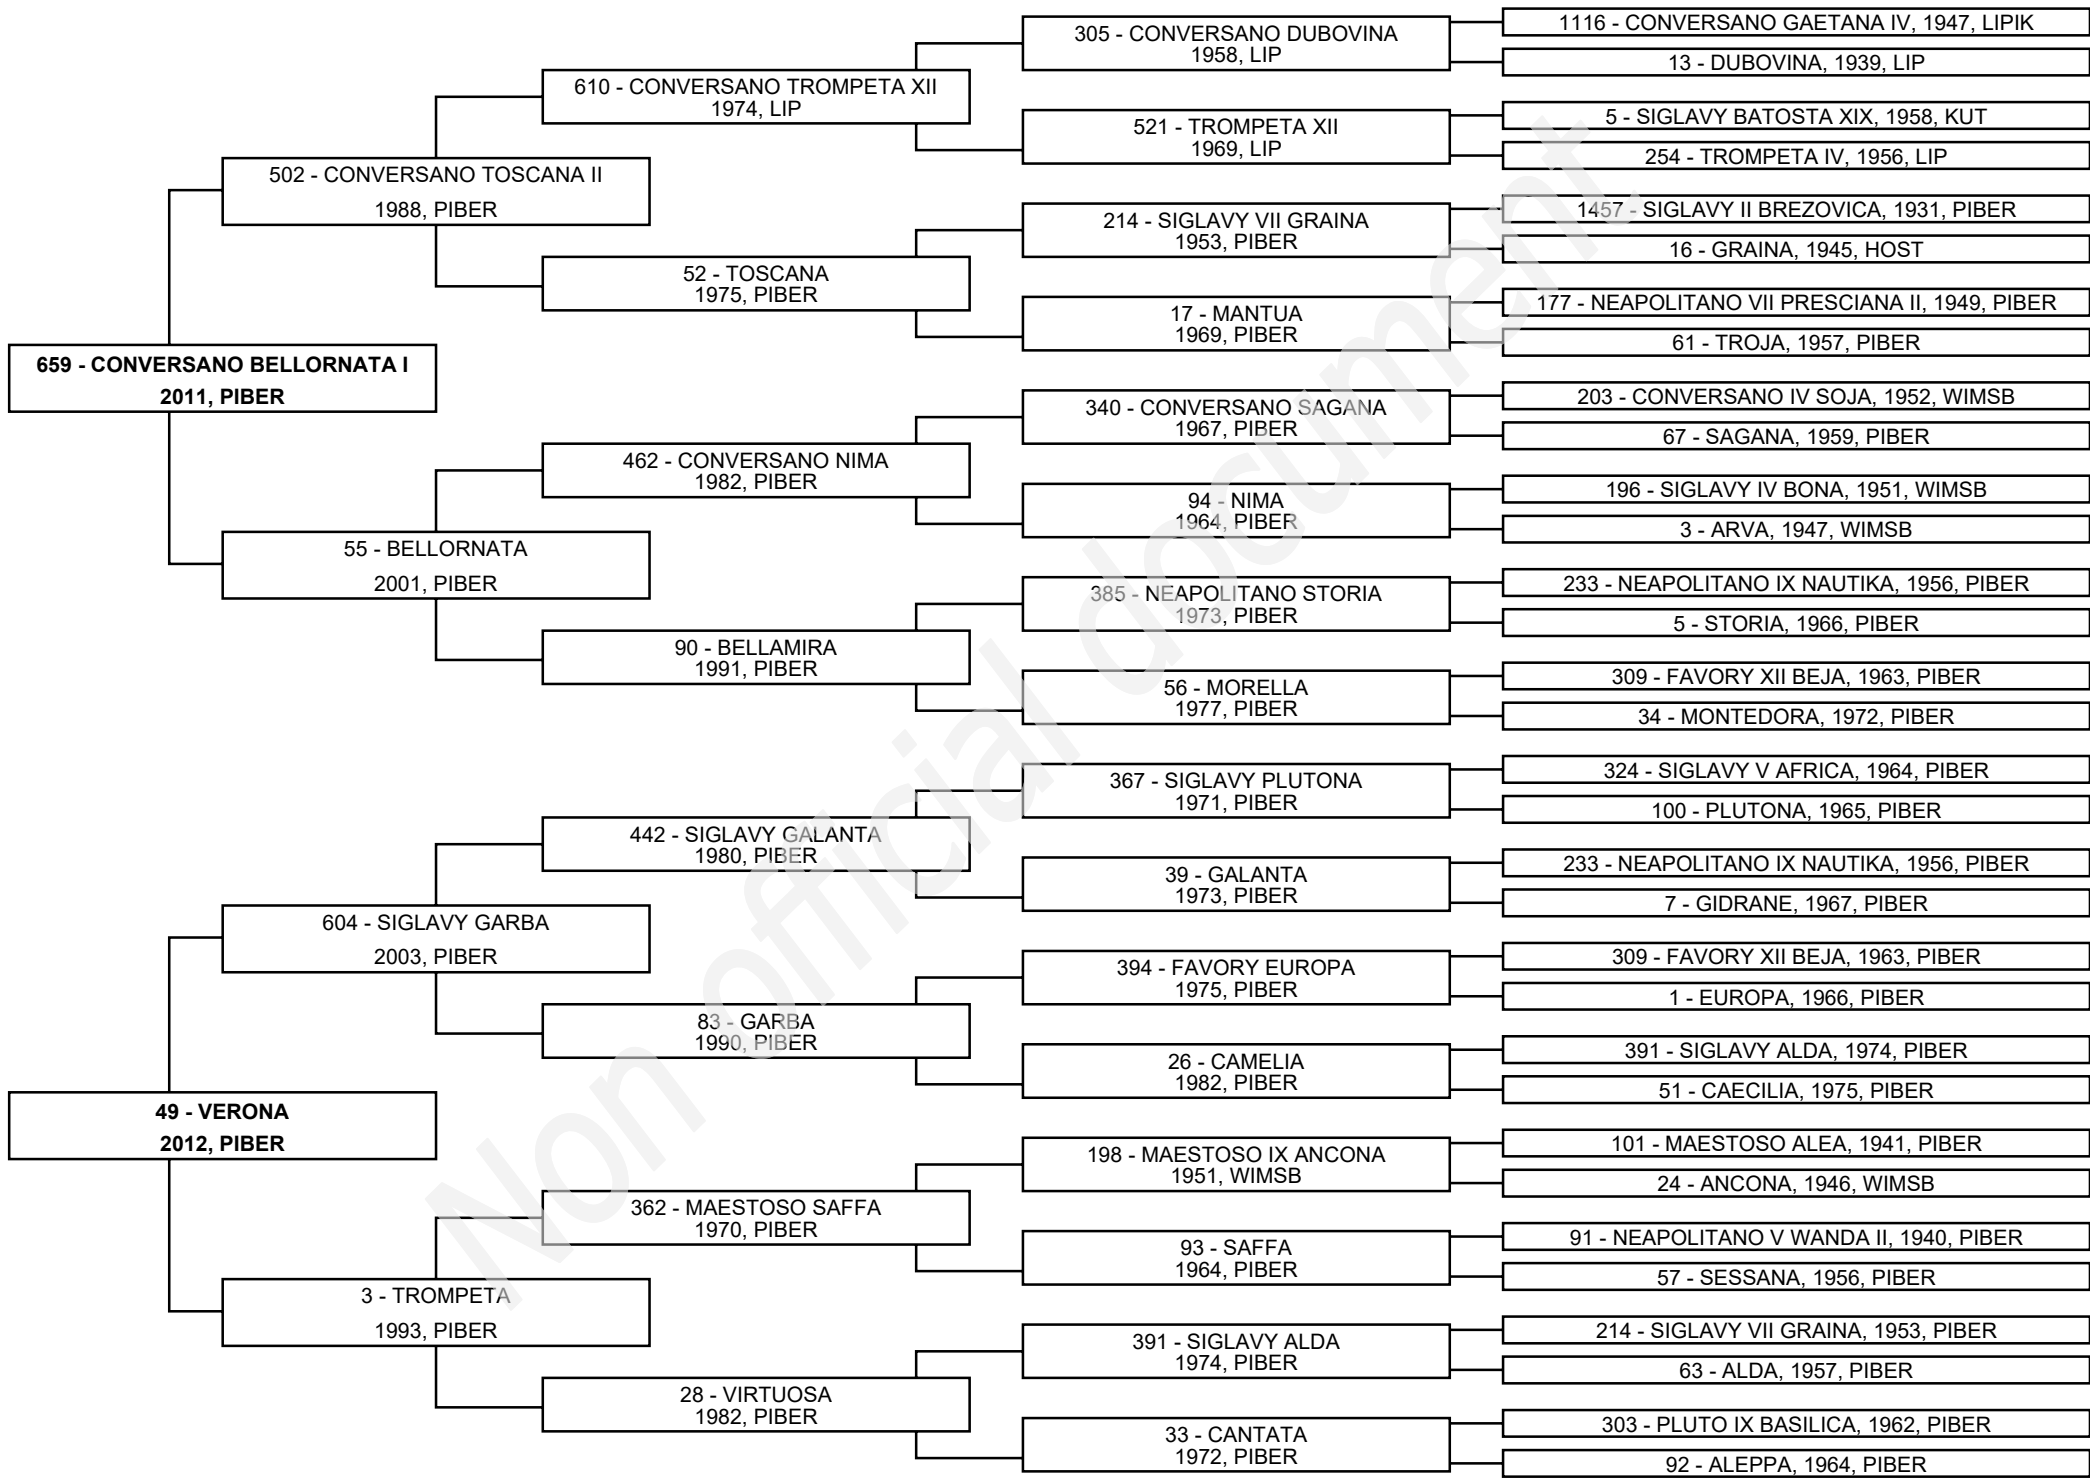 659 - CONVERSANO BELLORNATA I
2011, PIBER
49 - VERONA
2012, PIBER
502 - CONVERSANO TOSCANA II
1988, PIBER
55 - BELLORNATA
2001, PIBER
604 - SIGLAVY GARBA
2003, PIBER
3 - TROMPETA
1993, PIBER
610 - CONVERSANO TROMPETA XII
1974, LIP
52 - TOSCANA
1975, PIBER
462 - CONVERSANO NIMA
1982, PIBER
90 - BELLAMIRA
1991, PIBER
442 - SIGLAVY GALANTA
1980, PIBER
83 - GARBA
1990, PIBER
362 - MAESTOSO SAFFA
1970, PIBER
28 - VIRTUOSA
1982, PIBER
305 - CONVERSANO DUBOVINA
1958, LIP
521 - TROMPETA XII
1969, LIP
214 - SIGLAVY VII GRAINA
1953, PIBER
17 - MANTUA
1969, PIBER
340 - CONVERSANO SAGANA
1967, PIBER
94 - NIMA
1964, PIBER
385 - NEAPOLITANO STORIA
1973, PIBER
56 - MORELLA
1977, PIBER
367 - SIGLAVY PLUTONA
1971, PIBER
39 - GALANTA
1973, PIBER
394 - FAVORY EUROPA
1975, PIBER
26 - CAMELIA
1982, PIBER
198 - MAESTOSO IX ANCONA
1951, WIMSB
93 - SAFFA
1964, PIBER
391 - SIGLAVY ALDA
1974, PIBER
33 - CANTATA
1972, PIBER
1116 - CONVERSANO GAETANA IV, 1947, LIPIK
13 - DUBOVINA, 1939, LIP
5 - SIGLAVY BATOSTA XIX, 1958, KUT
254 - TROMPETA IV, 1956, LIP
1457 - SIGLAVY II BREZOVICA, 1931, PIBER
16 - GRAINA, 1945, HOST
177 - NEAPOLITANO VII PRESCIANA II, 1949, PIBER
61 - TROJA, 1957, PIBER
203 - CONVERSANO IV SOJA, 1952, WIMSB
67 - SAGANA, 1959, PIBER
196 - SIGLAVY IV BONA, 1951, WIMSB
3 - ARVA, 1947, WIMSB
233 - NEAPOLITANO IX NAUTIKA, 1956, PIBER
5 - STORIA, 1966, PIBER
309 - FAVORY XII BEJA, 1963, PIBER
34 - MONTEDORA, 1972, PIBER
324 - SIGLAVY V AFRICA, 1964, PIBER
100 - PLUTONA, 1965, PIBER
233 - NEAPOLITANO IX NAUTIKA, 1956, PIBER
7 - GIDRANE, 1967, PIBER
309 - FAVORY XII BEJA, 1963, PIBER
1 - EUROPA, 1966, PIBER
391 - SIGLAVY ALDA, 1974, PIBER
51 - CAECILIA, 1975, PIBER
101 - MAESTOSO ALEA, 1941, PIBER
24 - ANCONA, 1946, WIMSB
91 - NEAPOLITANO V WANDA II, 1940, PIBER
57 - SESSANA, 1956, PIBER
214 - SIGLAVY VII GRAINA, 1953, PIBER
63 - ALDA, 1957, PIBER
303 - PLUTO IX BASILICA, 1962, PIBER
92 - ALEPPA, 1964, PIBER
Non official document